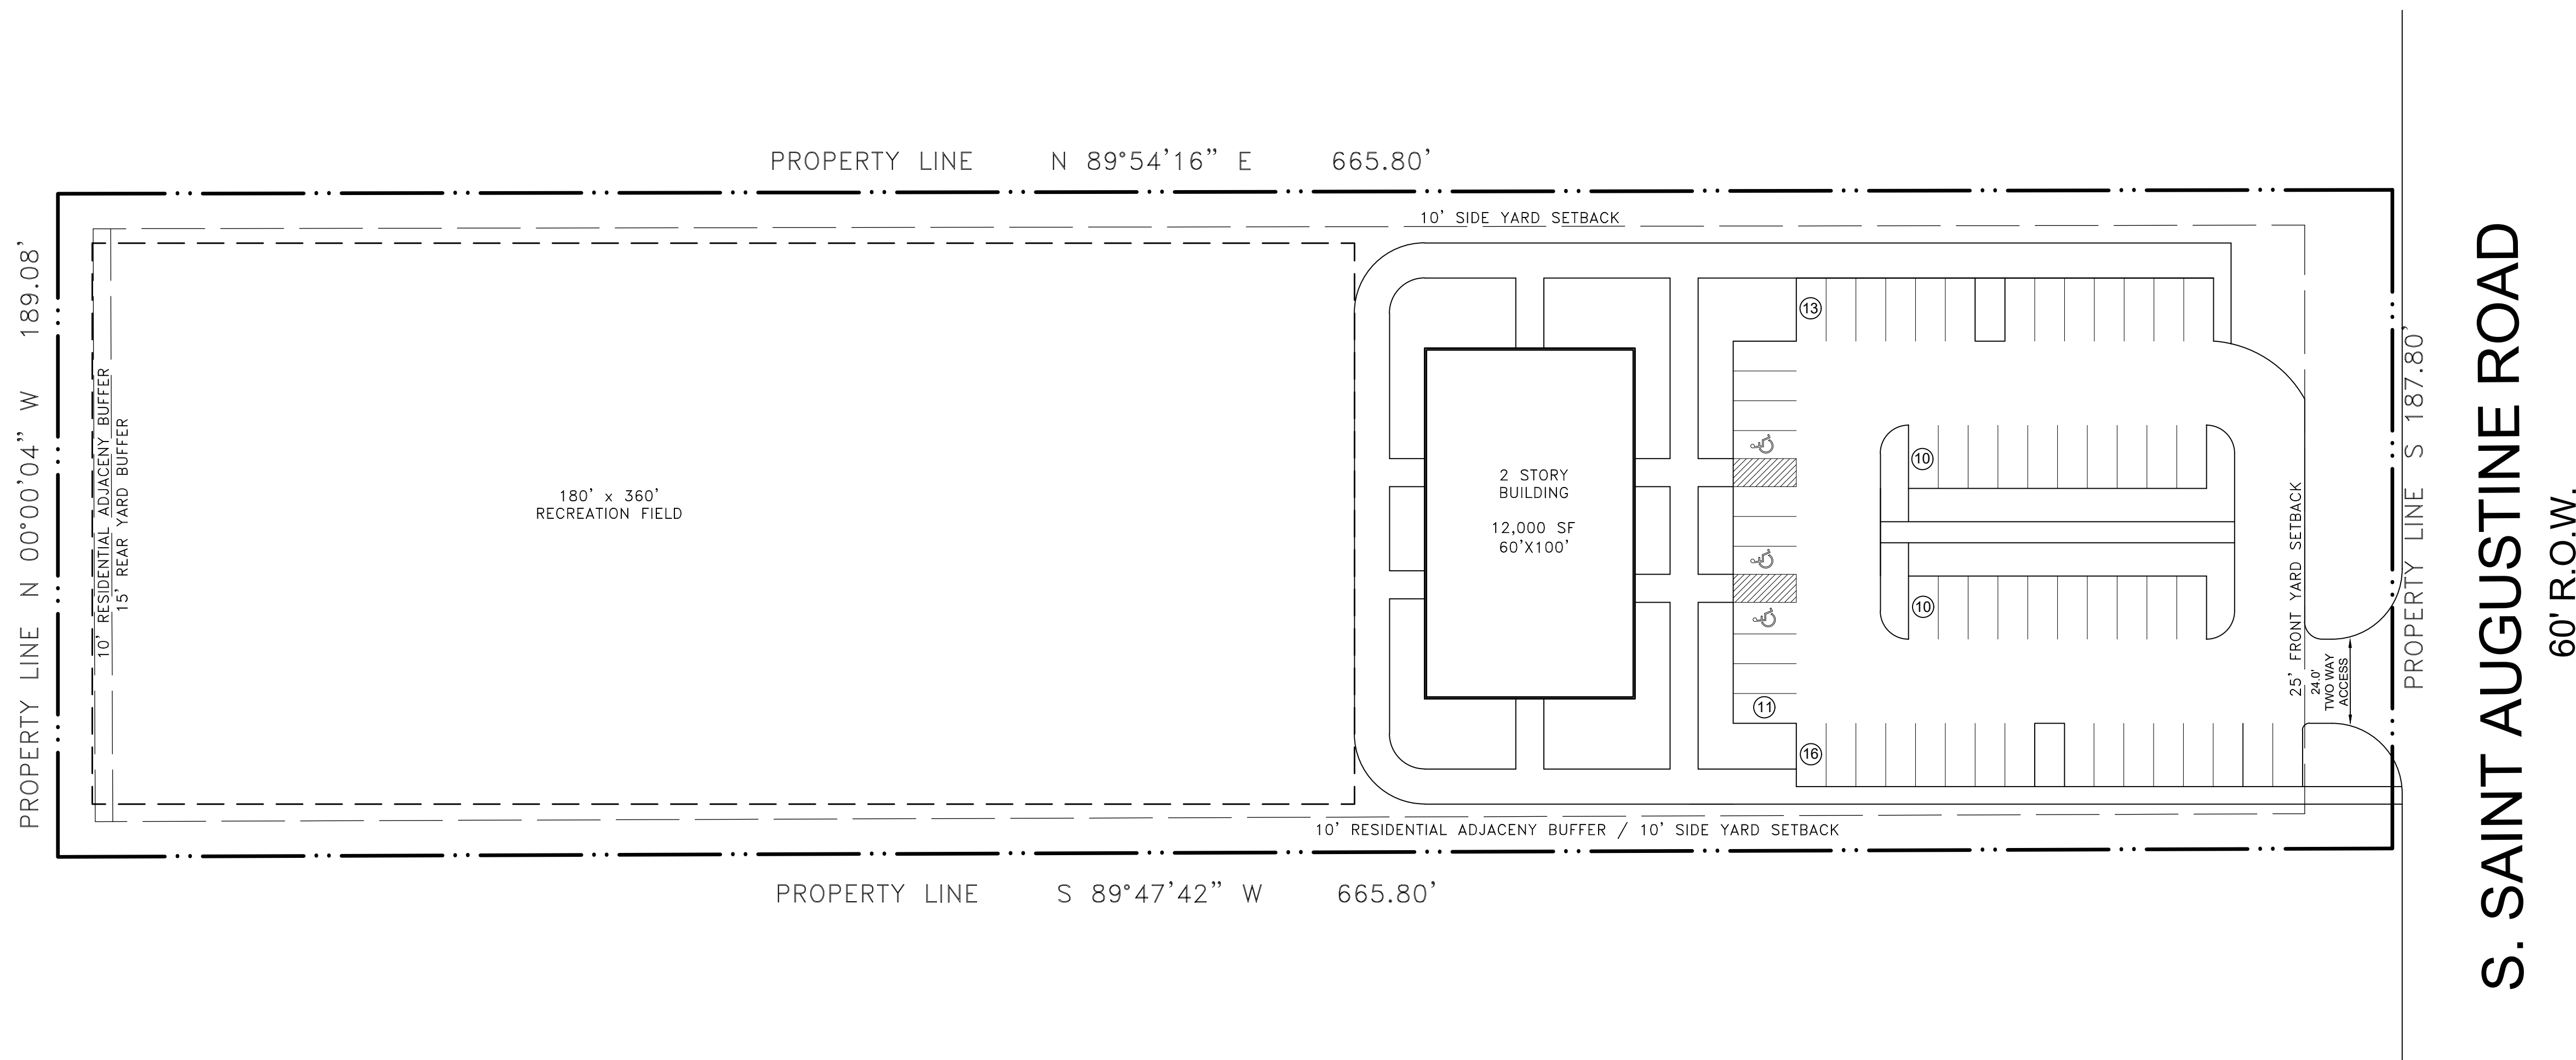 PROPERTY LINE N 89°54'16" E 665.80'
10' SIDE YARD SETBACK
PROPERTY LINE N 00°00'04" W 189.08'
10' RESIDENTIAL ADJACENY BUFFER
15' REAR YARD BUFFER
180' x 360'
RECREATION FIELD
2 STORY
BUILDING
12,000 SF
60'X100'
13
10
10
11
16
25' FRONT YARD SETBACK
24.0'
TWO WAY
ACCESS
PROPERTY LINE S 187.80'
S. SAINT AUGUSTINE ROAD
60' R.O.W.
10' RESIDENTIAL ADJACENY BUFFER / 10' SIDE YARD SETBACK
PROPERTY LINE S 89°47'42" W 665.80'